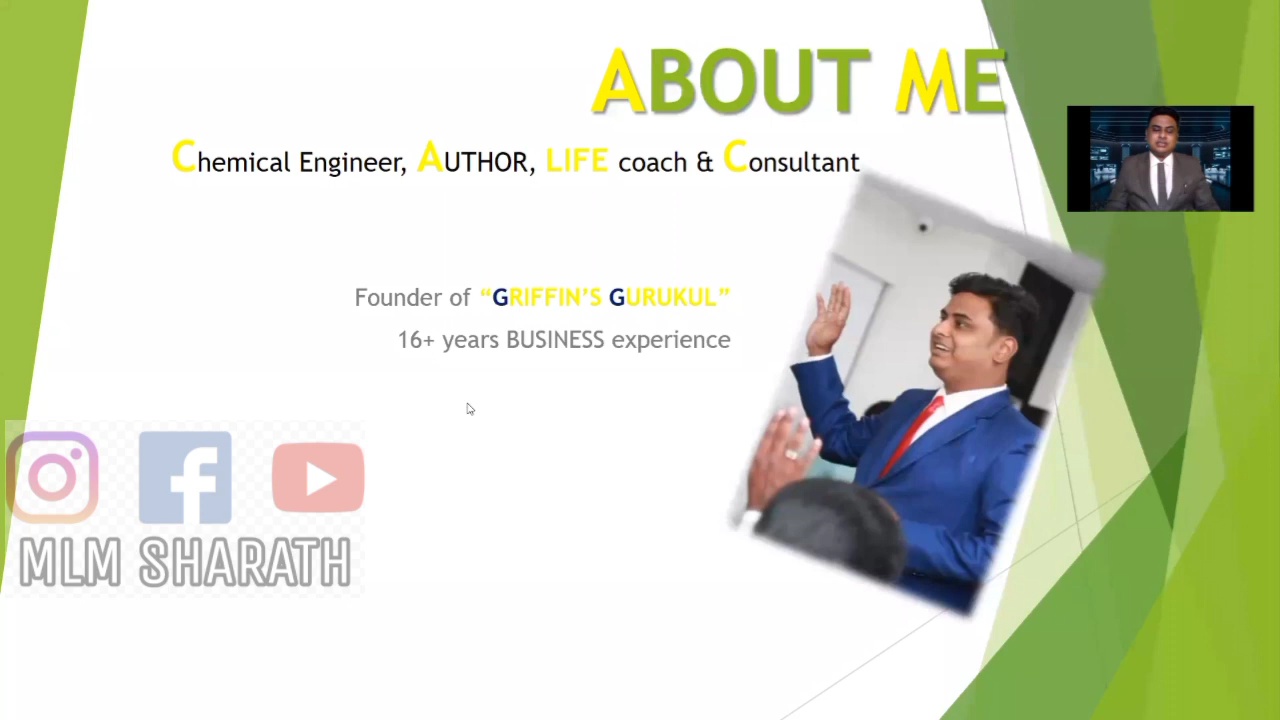 ABOUT ME
Chemical Engineer, AUTHOR, LIFE coach & Consultant
Founder of “GRIFFIN’S GURUKUL”
16+ years BUSINESS experience
MLM SHARATH